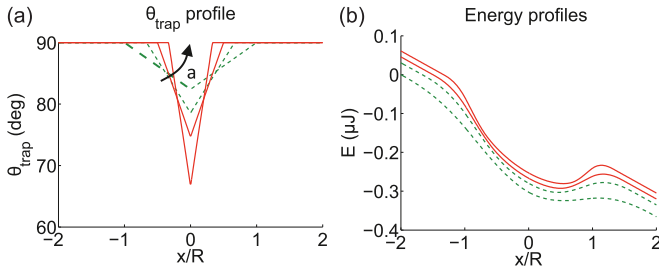 (a)
θtrap profile
90
80
70
60
θtrap (deg)
a
−2
−1
0
1
2
x/R
(b)
Energy profiles
0.1
0
−0.1
−0.2
−0.3
−0.4
E (μJ)
−2
−1
0
1
2
x/R